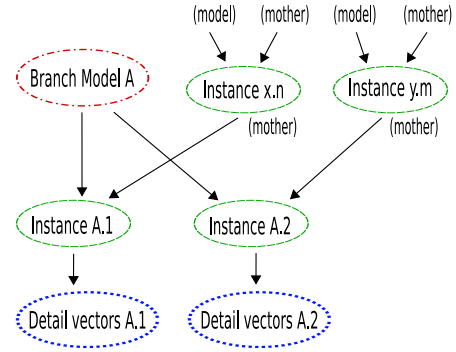 (model) (mother) (model) (mother)
Branch Model A
Instance x.n
Instance y.m
(mother)
(mother)
Instance A.1
Instance A.2
Detail vectors A.1
Detail vectors A.2